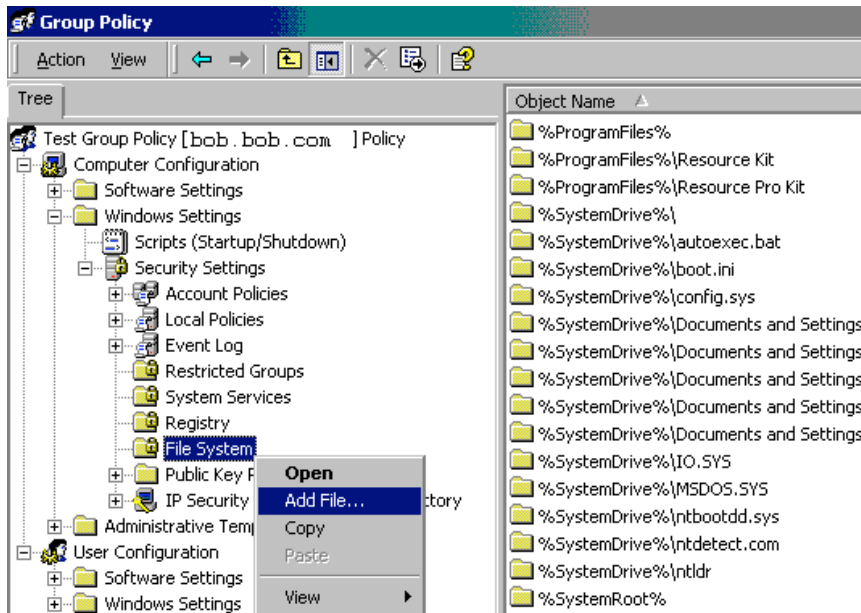 Group Policy
Action View
Tree
Test Group Policy [bob.bob.com ] Policy
Computer Configuration
Software Settings
Windows Settings
Scripts (Startup/Shutdown)
Security Settings
Account Policies
Local Policies
Event Log
Restricted Groups
System Services
Registry
File System
Public Key
IP Security
ctory
Administrative
User Configuration
Software Settings
Windows Settings
Open
Add File...
Copy
Paste
View
Object Name
%ProgramFiles%
%ProgramFiles%\Resource Kit
%ProgramFiles%\Resource Pro Kit
%SystemDrive%\
%SystemDrive%\autoexec.bat
%SystemDrive%\boot.ini
%SystemDrive%\config.sys
%SystemDrive%\Documents and Settings
%SystemDrive%\Documents and Settings
%SystemDrive%\Documents and Settings
%SystemDrive%\Documents and Settings
%SystemDrive%\Documents and Settings
%SystemDrive%\IO.SYS
%SystemDrive%\MSDOS.SYS
%SystemDrive%\ntbootdd.sys
%SystemDrive%\ntdetect.com
%SystemDrive%\ntldr
%SystemRoot%